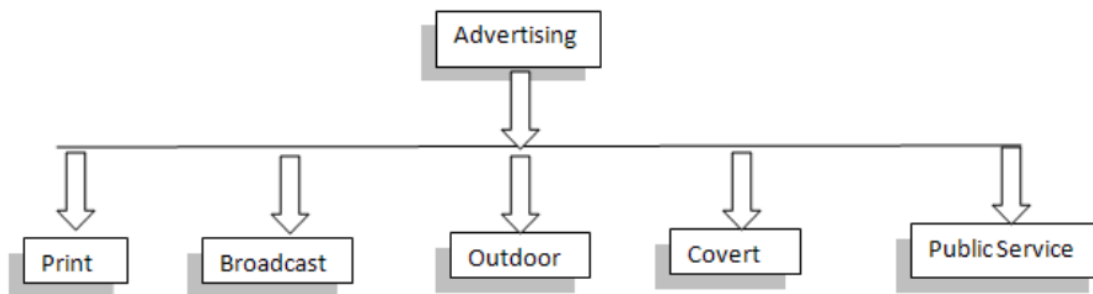 Advertising
Print
Broadcast
Outdoor
Covert
Public Service